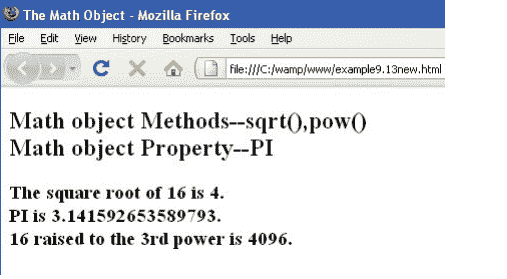 The Math Object - Mozilla Firefox
File Edit View History Bookmarks Tools Help
file:///C:/wamp/www/example9.13new.html
Math object Methods--sqrt(),pow()
Math object Property--PI
The square root of 16 is 4.
PI is 3.141592653589793.
16 raised to the 3rd power is 4096.